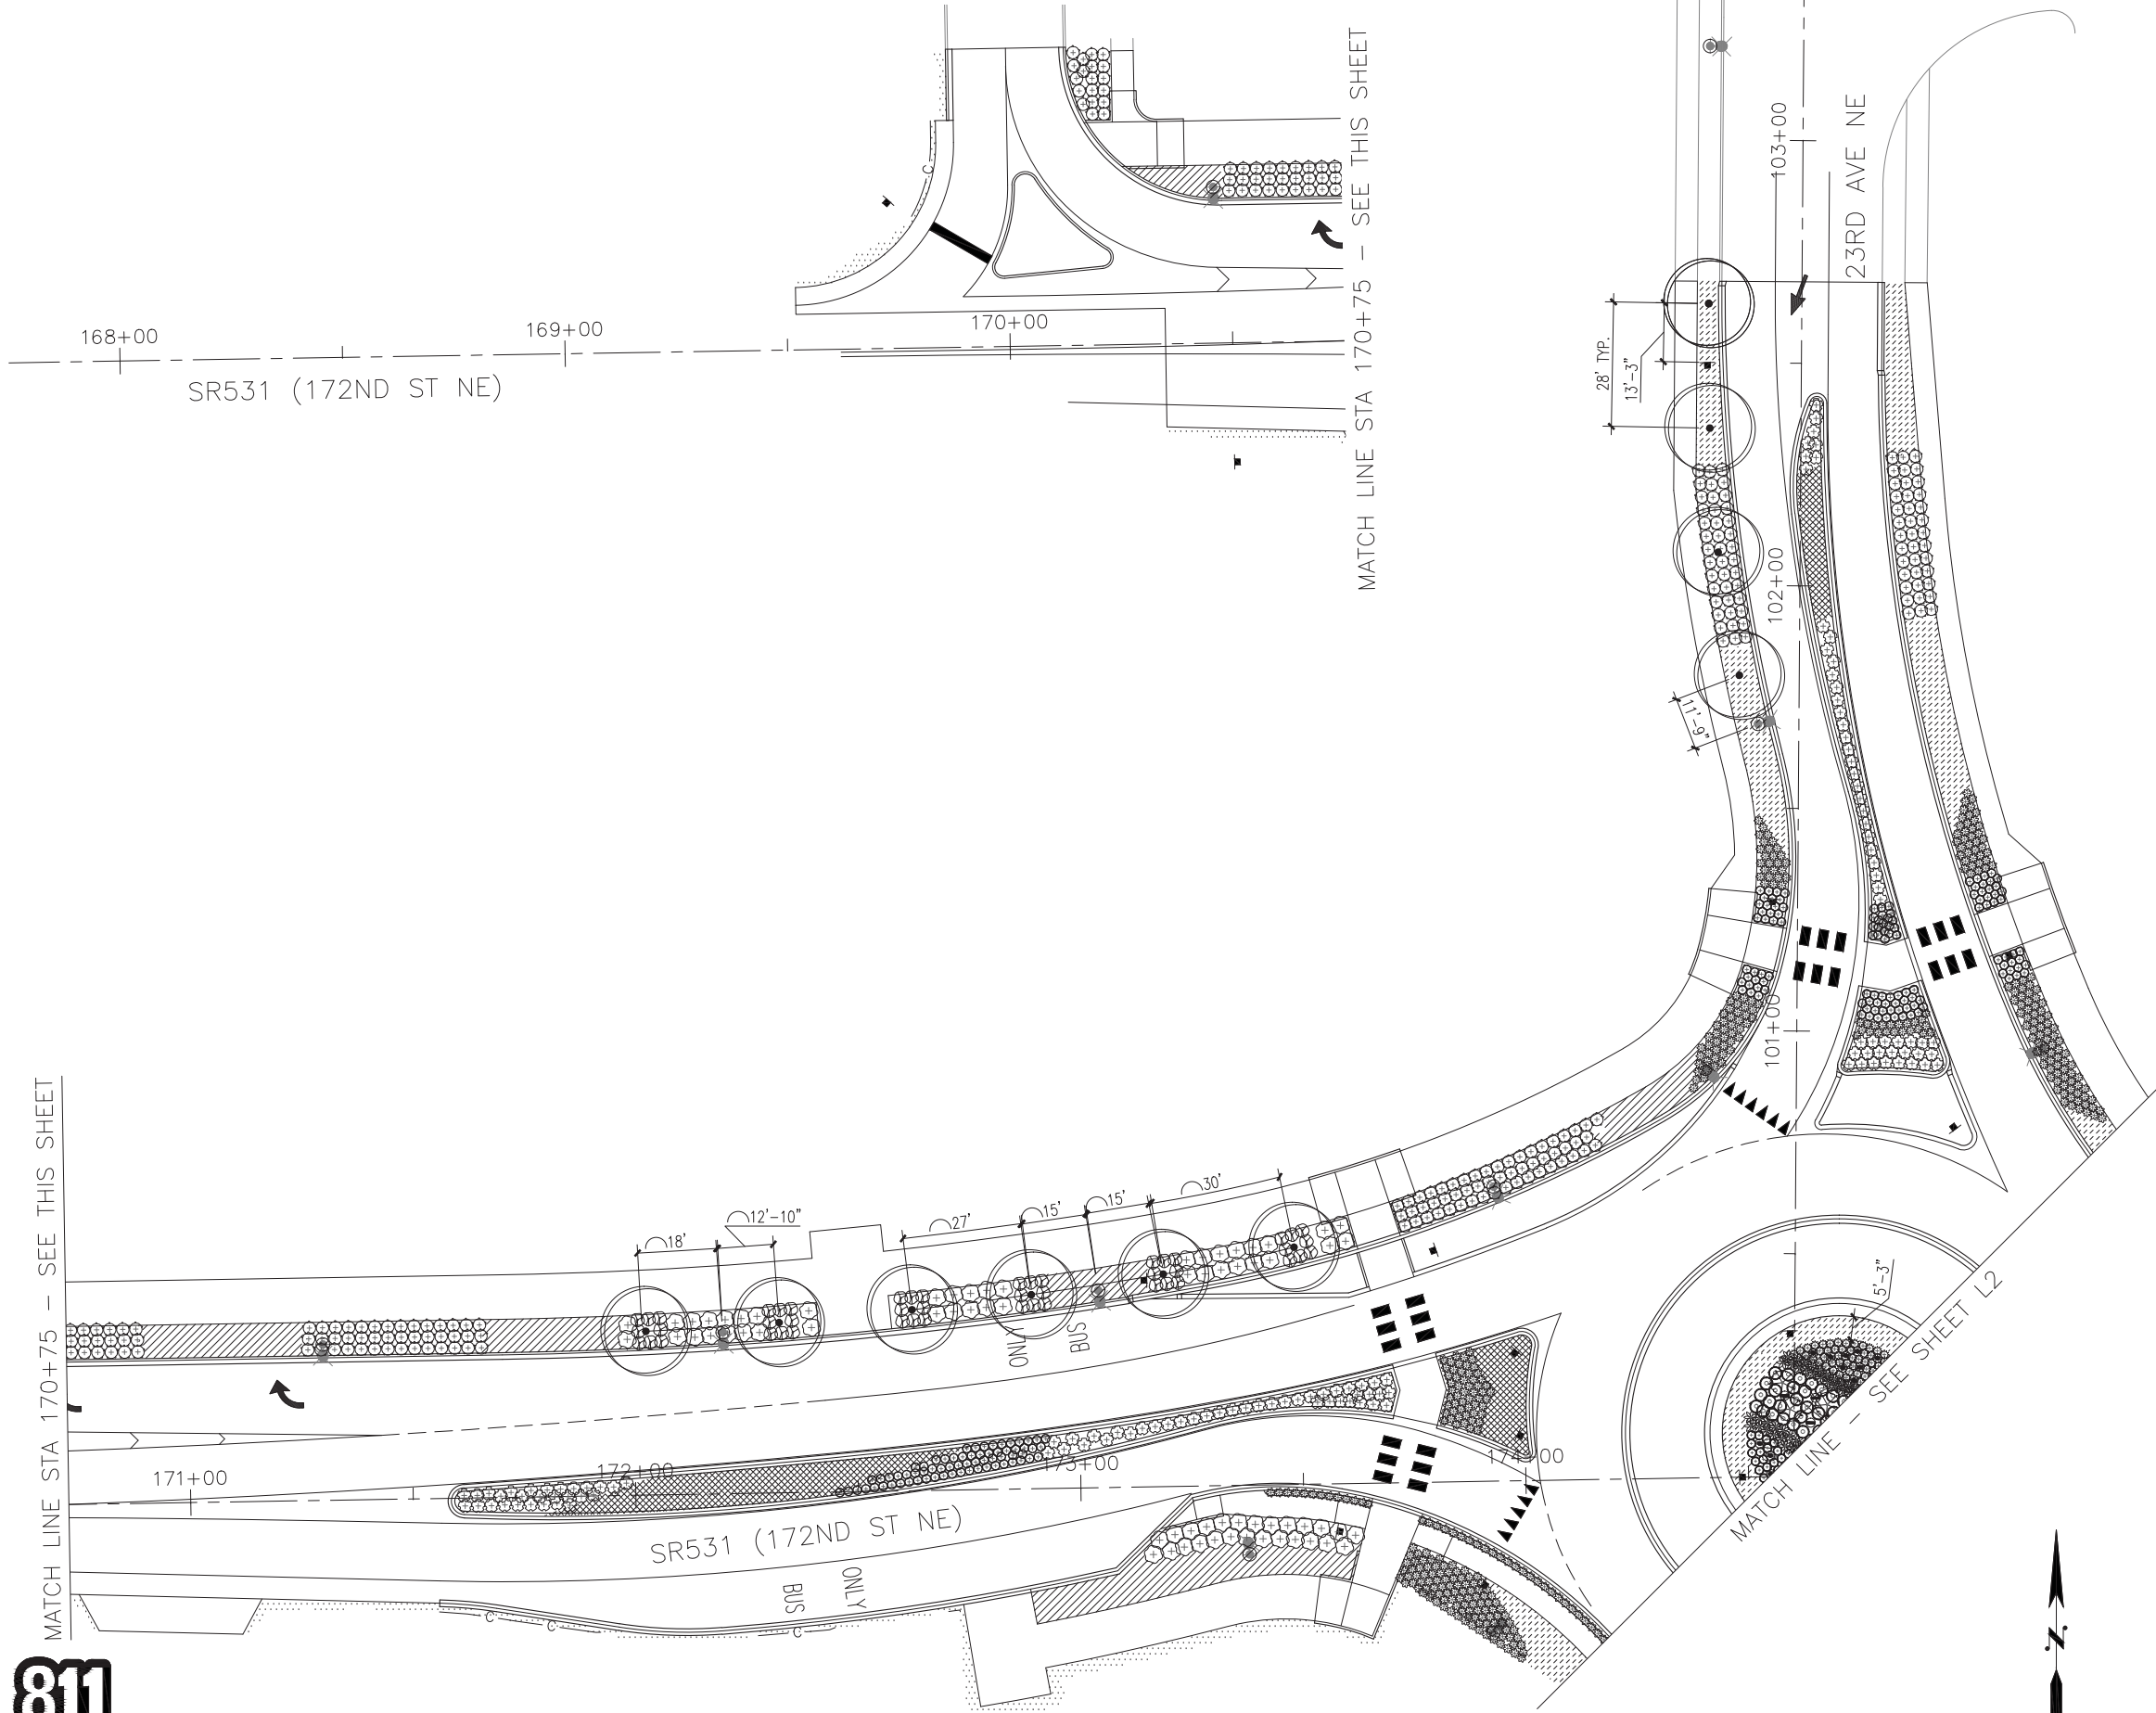 168+00
169+00
170+00
SR531 (172ND ST NE)
MATCH LINE STA 170+75 – SEE THIS SHEET
C
103+00
23RD AVE NE
28' TYP.
13'-3"
102+00
11'-9"
101+00
MATCH LINE STA 170+75 – SEE THIS SHEET
18'
12'-10"
27'
15'
15'
30'
ONLY
BUS
5'-3"
MATCH LINE – SEE SHEET L2
171+00
172+00
173+00
174+00
SR531 (172ND ST NE)
BUS
ONLY
C
C
C
N
811